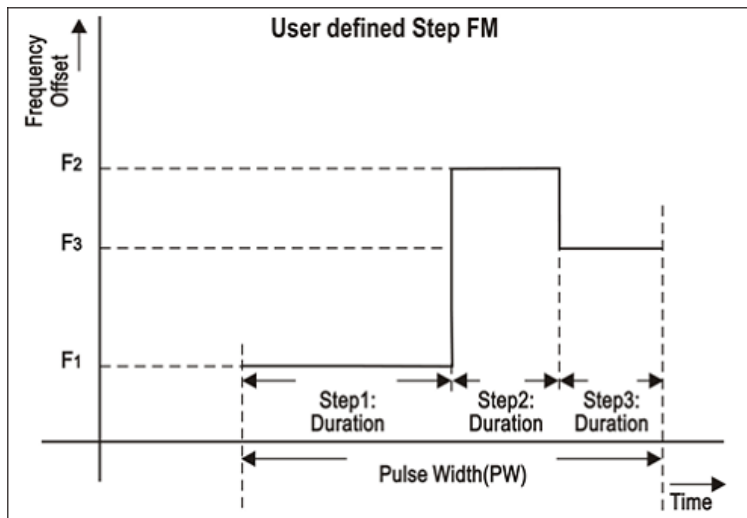 User defined Step FM
Frequency
Offset
F2
F3
F1
Step1:
Duration
Step2:
Duration
Step3:
Duration
Pulse Width(PW)
Time